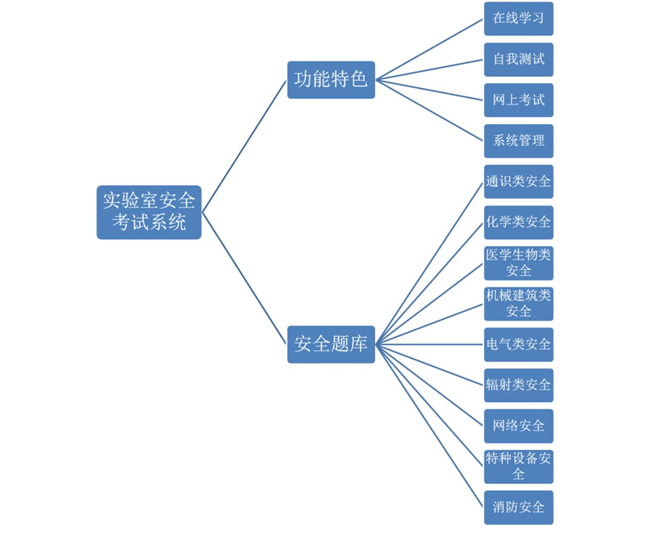 实验室安全
考试系统
功能特色
在线学习
自我测试
网上考试
系统管理
安全题库
通识类安全
化学类安全
医学生物类
安全
机械建筑类
安全
电气类安全
辐射类安全
网络安全
特种设备安
全
消防安全